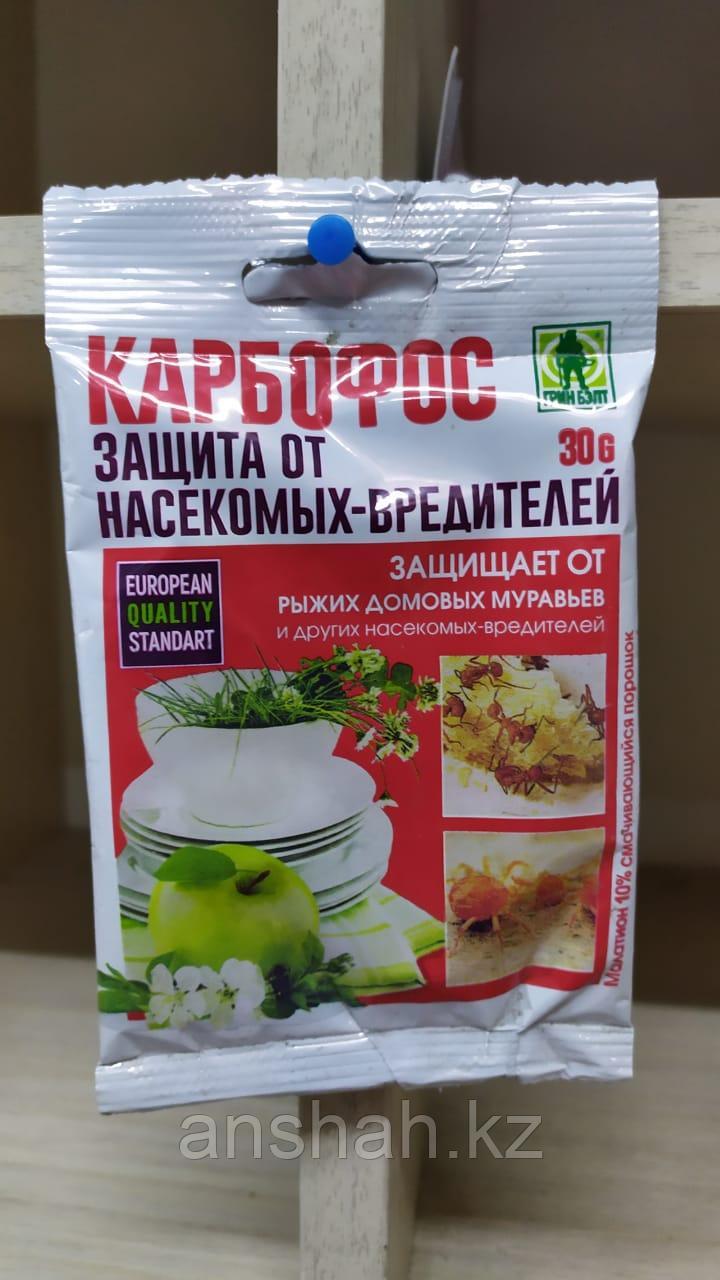 КАРБОФОС
ГРИН БЭЛТ
ЗАЩИТА ОТ
30 G
НАСЕКОМЫХ-ВРЕДИТЕЛЕЙ
ЗАЩИЩАЕТ ОТ
РЫЖИХ ДОМОВЫХ МУРАВЬЕВ
и других насекомых-вредителей
EUROPEAN
QUALITY
STANDART
Малатион 10% смачивающийся порошок
anshah.kz